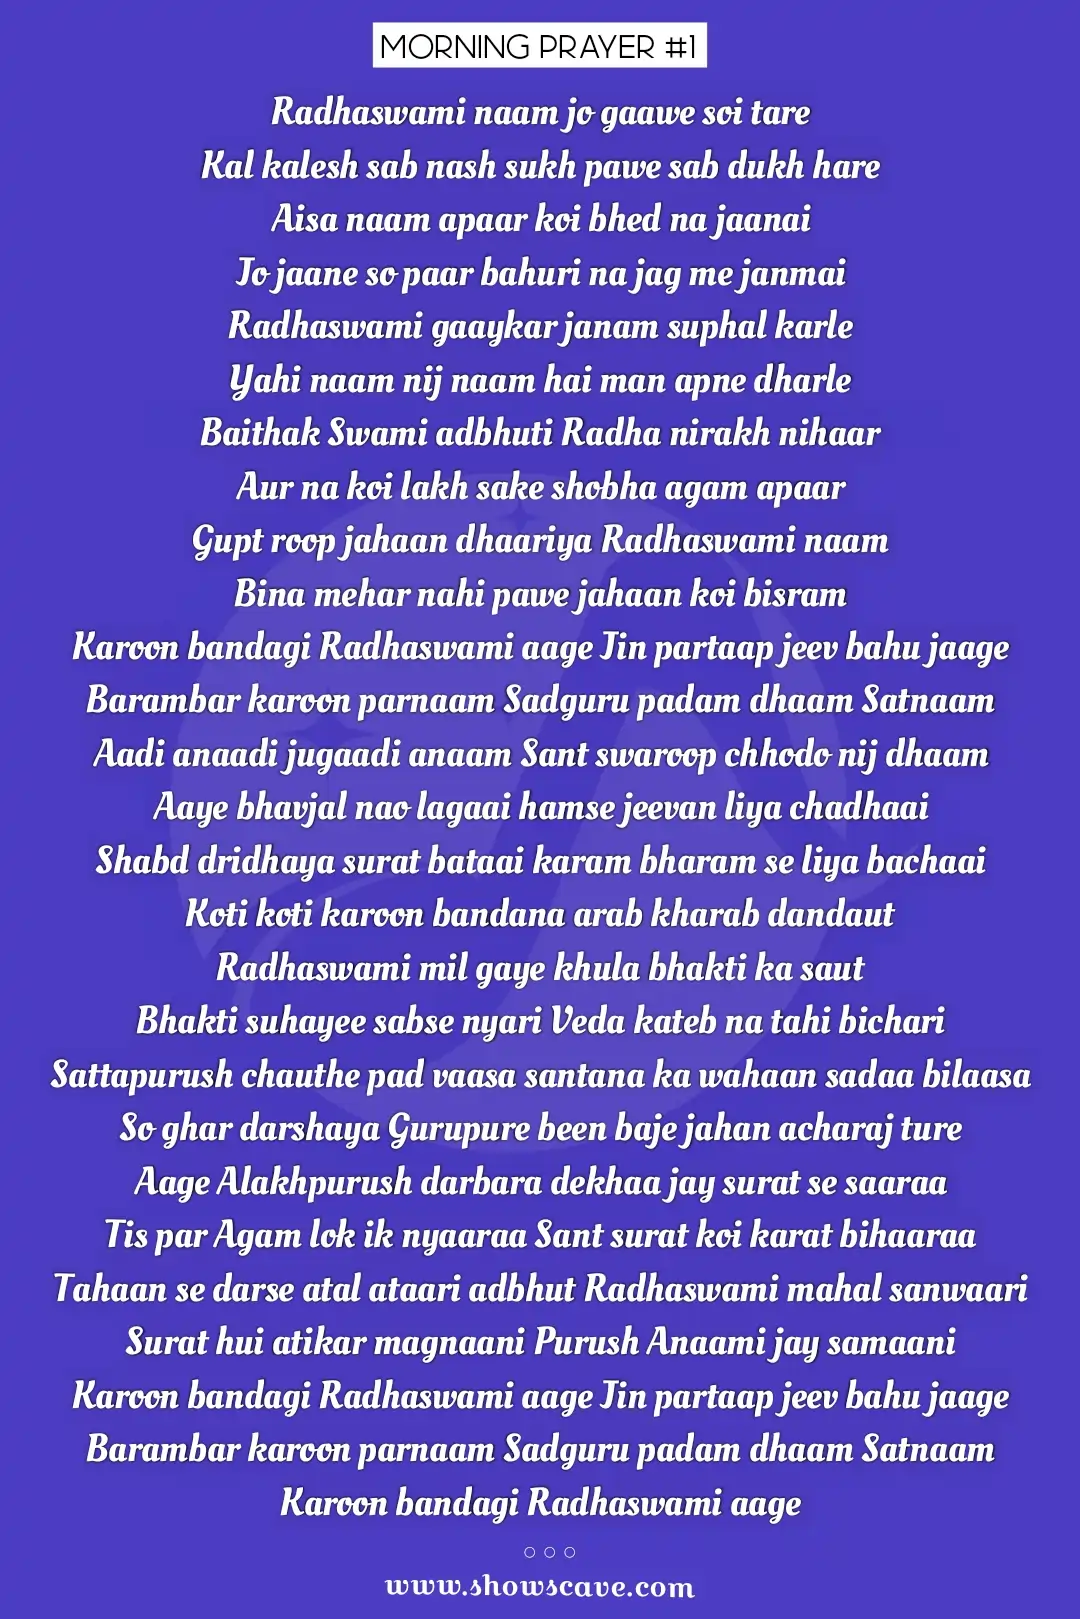 MORNING PRAYER #1
Radhaswami naam jo gaawe soi tare
Kal kalesh sab nash sukh pawe sab dukh hare
Aisa naam apaar koi bhed na jaanai
Jo jaane so paar bahuri na jag me janmai
Radhaswami gaaykar janam suphal karle
Yahi naam nij naam hai man apne dharle
Baithak Swami adbhuti Radha nirakh nihaar
Aur na koi lakh sake shobha agam apaar
Gupt roop jahaan dhaariya Radhaswami naam
Bina mehar nahi pawe jahaan koi bisram
Karoon bandagi Radhaswami aage Jin partaap jeev bahu jaage
Barambar karoon parnaam Sadguru padam dhaam Satnaam
Aadi anaadi jugaadi anaam Sant swaroop chhodo nij dhaam
Aaye bhavjal nao lagaai hamse jeevan liya chadhaai
Shabd dridhaya surat bataai karam bharam se liya bachaai
Koti koti karoon bandana arab kharab dandaut
Radhaswami mil gaye khula bhakti ka saut
Bhakti suhayee sabse nyari Veda kateb na tahi bichari
Sattapurush chauthe pad vaasa santana ka wahaan sadaa bilaasa
So ghar darshaya Gurupure been baje jahan acharaj ture
Aage Alakhpurush darbara dekhaa jay surat se saaraa
Tis par Agam lok ik nyaaraa Sant surat koi karat bihaaraa
Tahaan se darse atal ataari adbhut Radhaswami mahal sanwaari
Surat hui atikar magnaani Purush Anaami jay samaani
Karoon bandagi Radhaswami aage Jin partaap jeev bahu jaage
Barambar karoon parnaam Sadguru padam dhaam Satnaam
Karoon bandagi Radhaswami aage
www.showscave.com